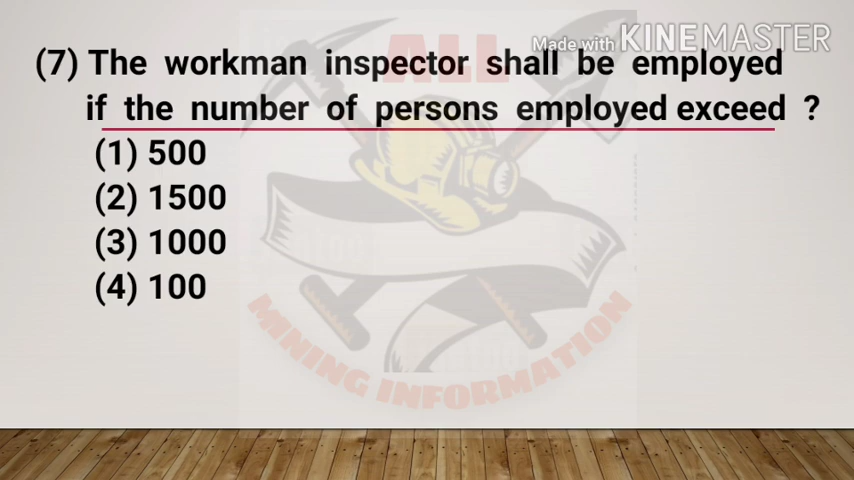 Made with KINEMASTER
ALL
(7) The workman inspector shall be employed
if the number of persons employed exceed ?
(1) 500
(2) 1500
(3) 1000
(4) 100
MINING INFORMATION